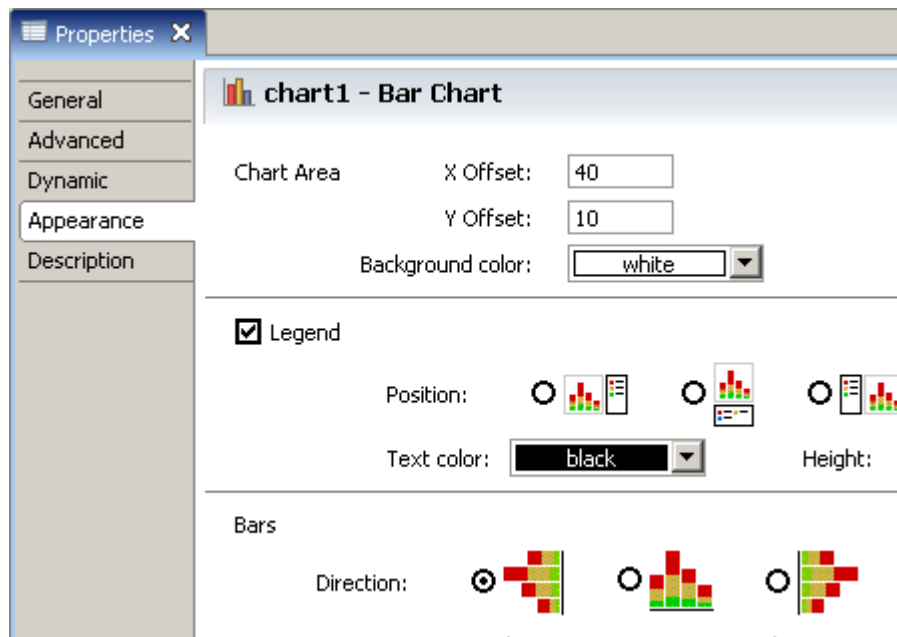 Properties
General
Advanced
Dynamic
Appearance
Description
chart1 - Bar Chart
Chart Area X Offset: 40
Y Offset: 10
Background color: white
Legend
Position:
Text color: black Height:
Bars
Direction: